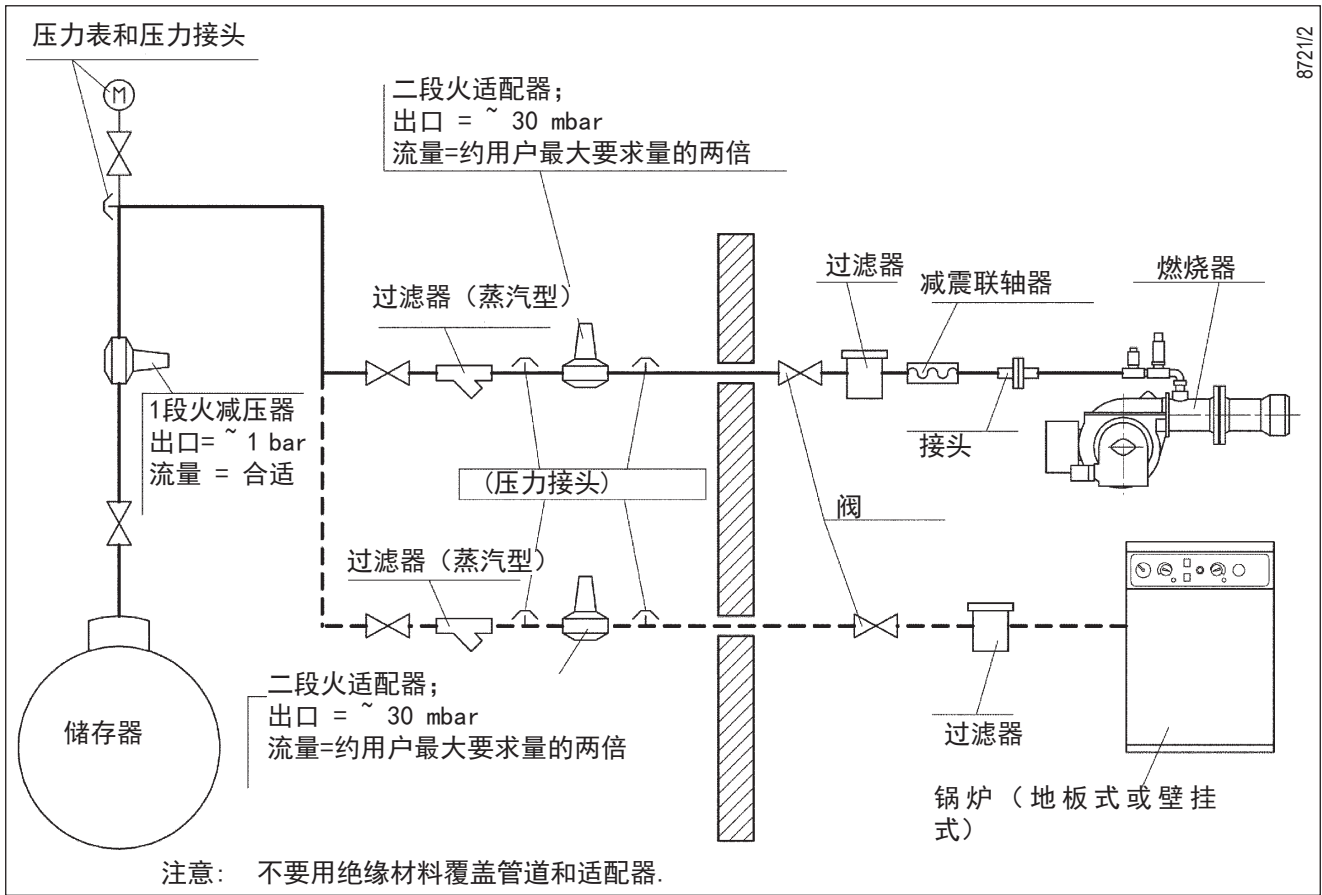 压力表和压力接头
8721/2
M
二段火适配器；
出口 = ~ 30 mbar
流量=约用户最大要求量的两倍
过滤器（蒸汽型）
过滤器
减震联轴器
燃烧器
1段火减压器
出口= ~ 1 bar
流量 = 合适
接头
（压力接头）
阀
过滤器（蒸汽型）
储存器
二段火适配器；
出口 = ~ 30 mbar
流量=约用户最大要求量的两倍
过滤器
锅炉（地板式或壁挂
式）
注意： 不要用绝缘材料覆盖管道和适配器.